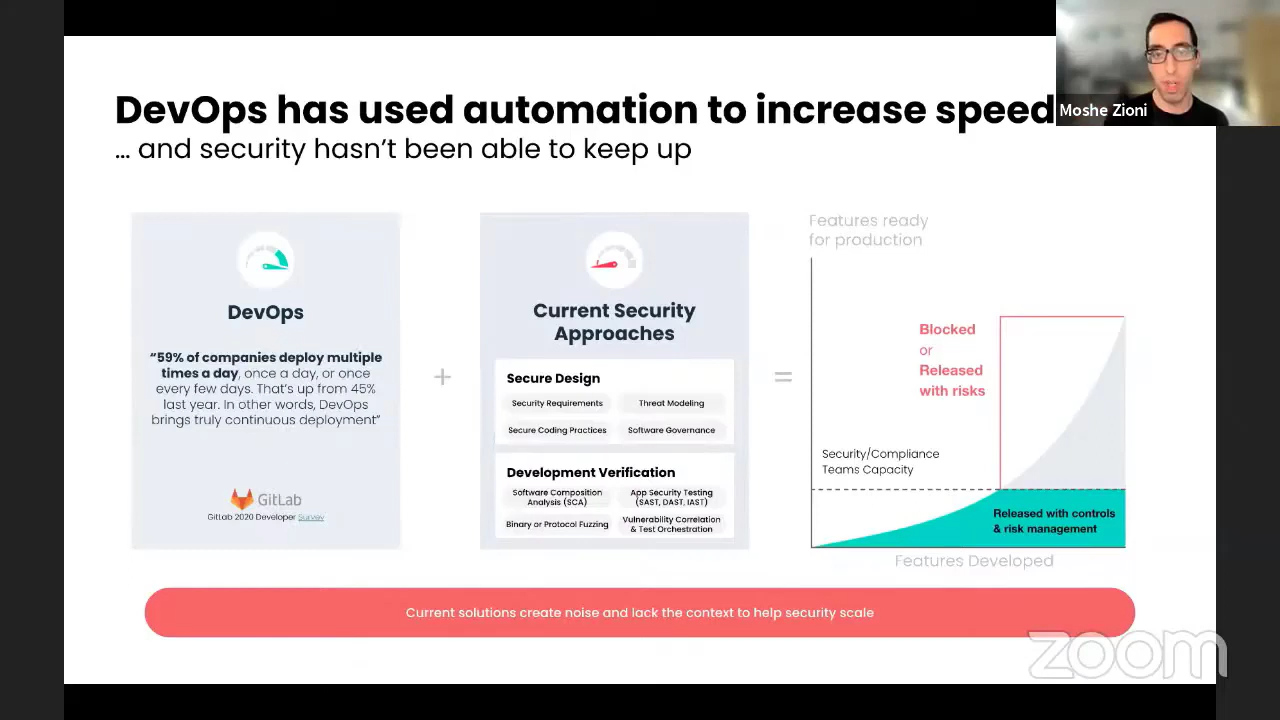 DevOps has used automation to increase speed
… and security hasn't been able to keep up
Moshe Zioni
DevOps
“59% of companies deploy multiple
times a day, once a day, or once
every few days. That's up from 45%
last year. In other words, DevOps
brings truly continuous deployment”
GitLab
GitLab 2020 Developer Survey
+
Current Security
Approaches
Secure Design
Security Requirements
Threat Modeling
Secure Coding Practices
Software Governance
Development Verification
Software Composition
Analysis (SCA)
App Security Testing
(SAST, DAST, IAST)
Binary or Protocol Fuzzing
Vulnerability Correlation
& Test Orchestration
=
Features ready
for production
Blocked
or
Released
with risks
Security/Compliance
Teams Capacity
Released with controls
& risk management
Features Developed
Current solutions create noise and lack the context to help security scale
zoom